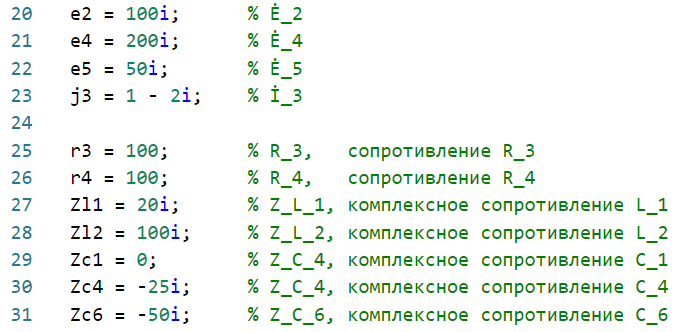 20 e2 = 100i; % Ė_2
21 e4 = 200i; % Ė_4
22 e5 = 50i; % Ė_5
23 j3 = 1 - 2i; % İ_3
24
25 r3 = 100; % R_3, сопротивление R_3
26 r4 = 100; % R_4, сопротивление R_4
27 Zl1 = 20i; % Z_L_1, комплексное сопротивление L_1
28 Zl2 = 100i; % Z_L_2, комплексное сопротивление L_2
29 Zc1 = 0; % Z_C_4, комплексное сопротивление C_1
30 Zc4 = -25i; % Z_C_4, комплексное сопротивление C_4
31 Zc6 = -50i; % Z_C_6, комплексное сопротивление C_6